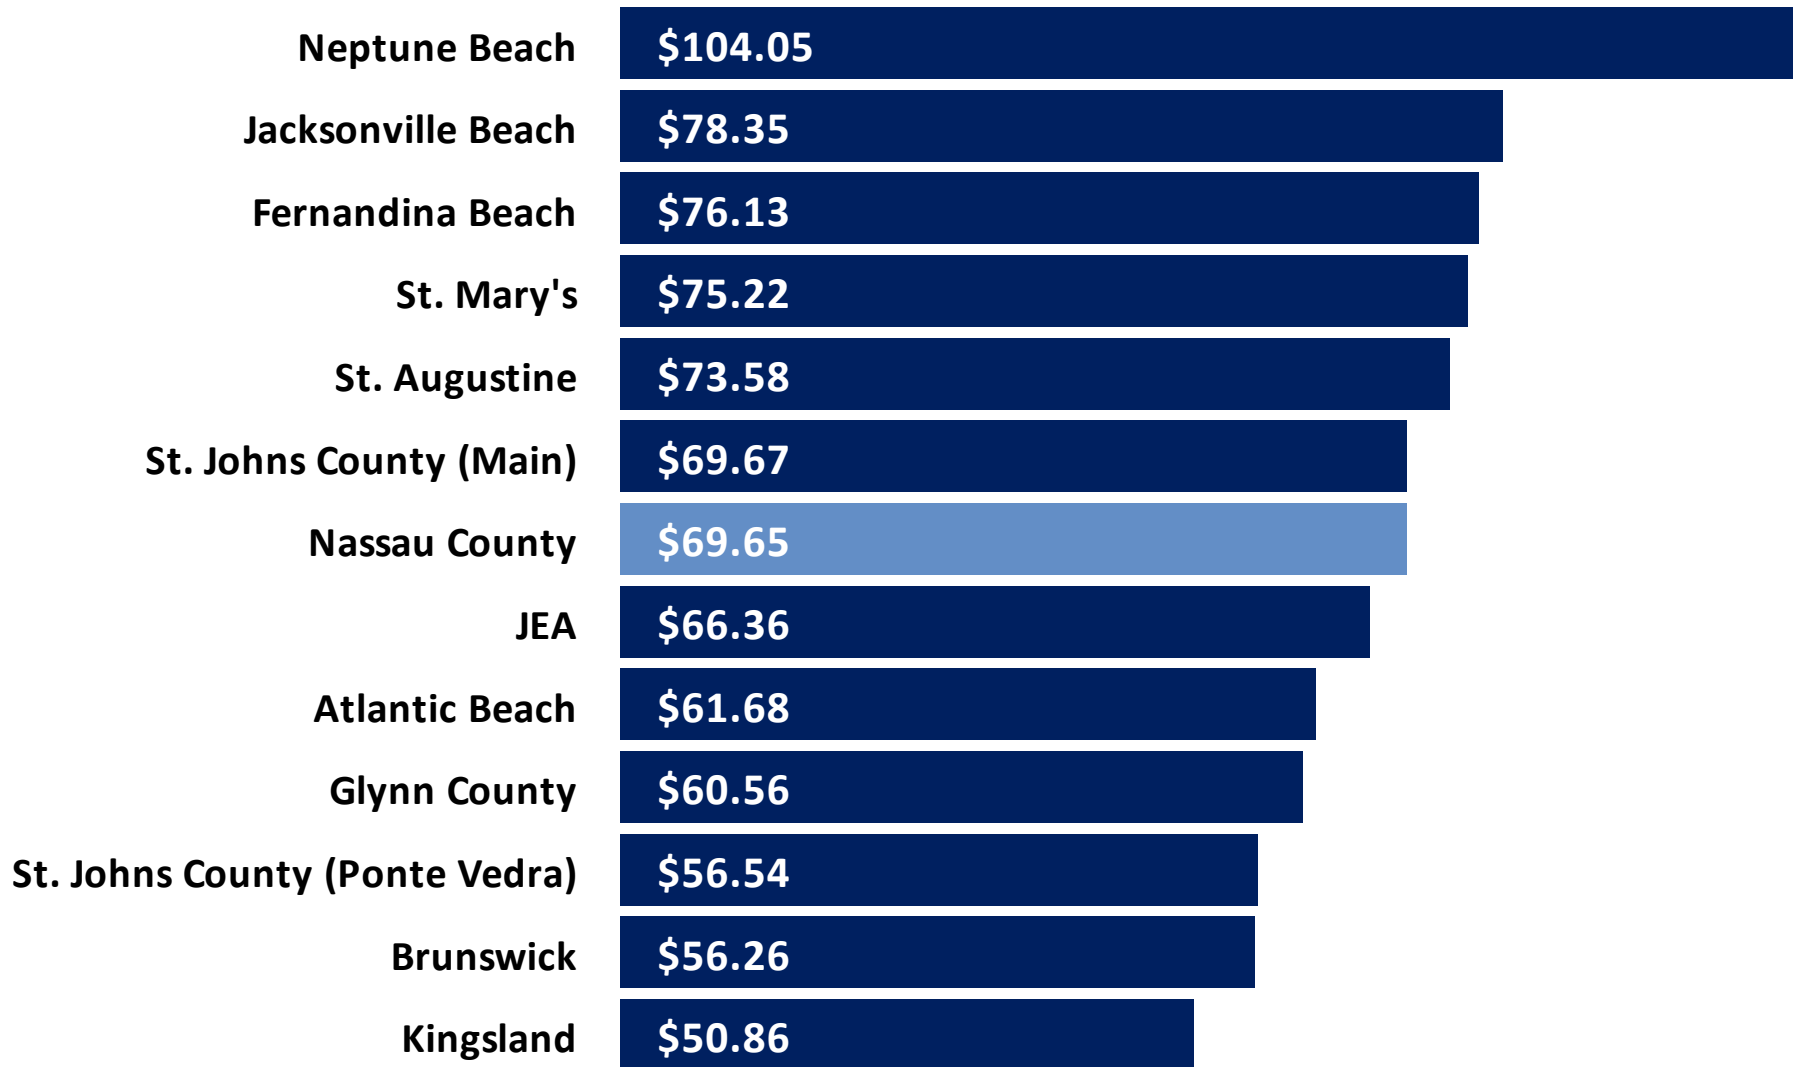 Neptune Beach $104.05
Jacksonville Beach $78.35
Fernandina Beach $76.13
St. Mary's $75.22
St. Augustine $73.58
St. Johns County (Main) $69.67
Nassau County $69.65
JEA $66.36
Atlantic Beach $61.68
Glynn County $60.56
St. Johns County (Ponte Vedra) $56.54
Brunswick $56.26
Kingsland $50.86